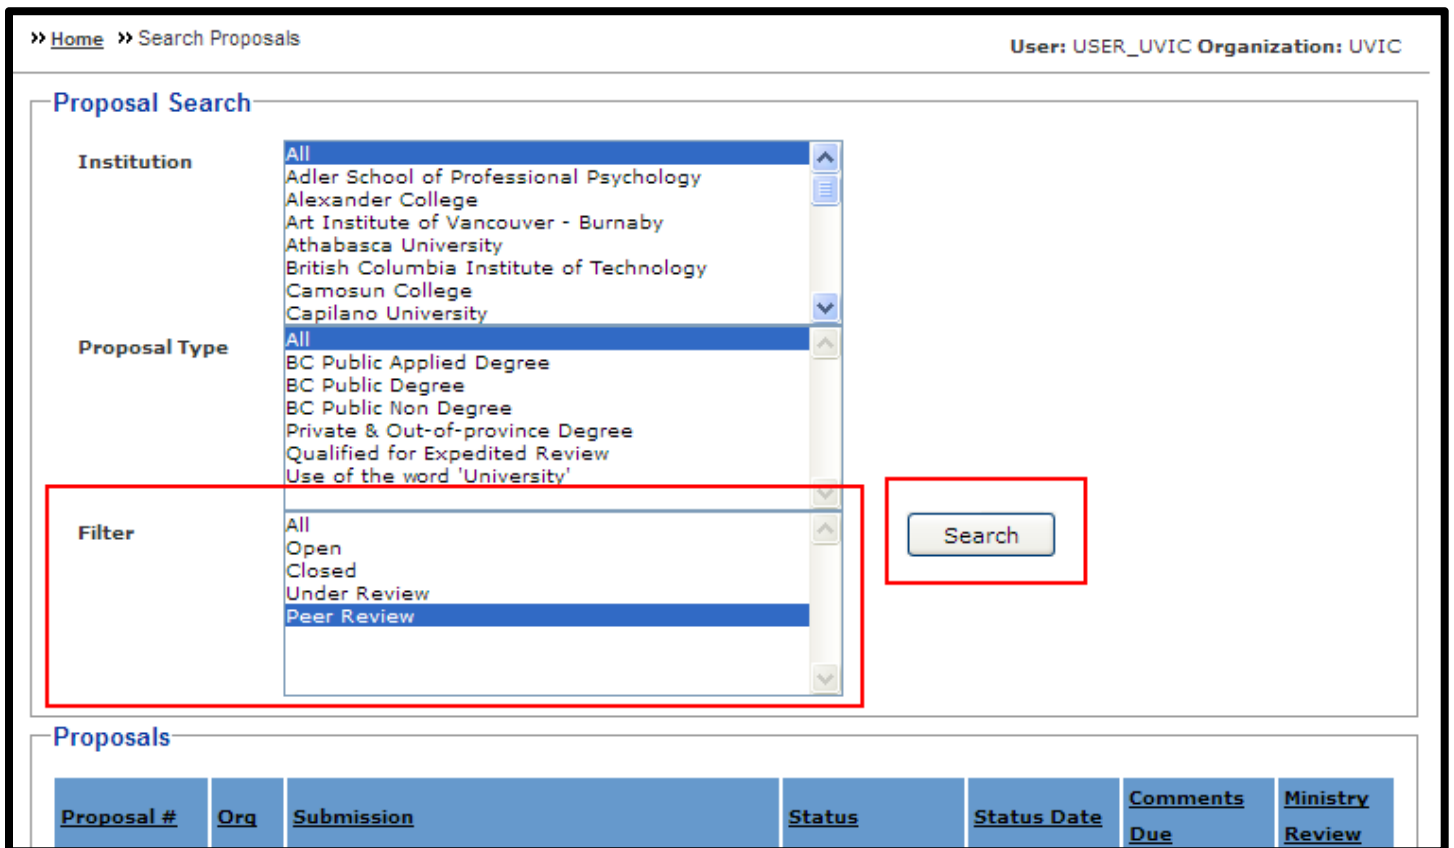 » Home » Search Proposals
User: USER_UVIC Organization: UVIC
Proposal Search
Institution
All
Adler School of Professional Psychology
Alexander College
Art Institute of Vancouver - Burnaby
Athabasca University
British Columbia Institute of Technology
Camosun College
Capilano University
Proposal Type
All
BC Public Applied Degree
BC Public Degree
BC Public Non Degree
Private & Out-of-province Degree
Qualified for Expedited Review
Use of the word 'University'
Filter
All
Open
Closed
Under Review
Peer Review
Search
Proposals
Proposal #
Org
Submission
Status
Status Date
Comments
Due
Ministry
Review